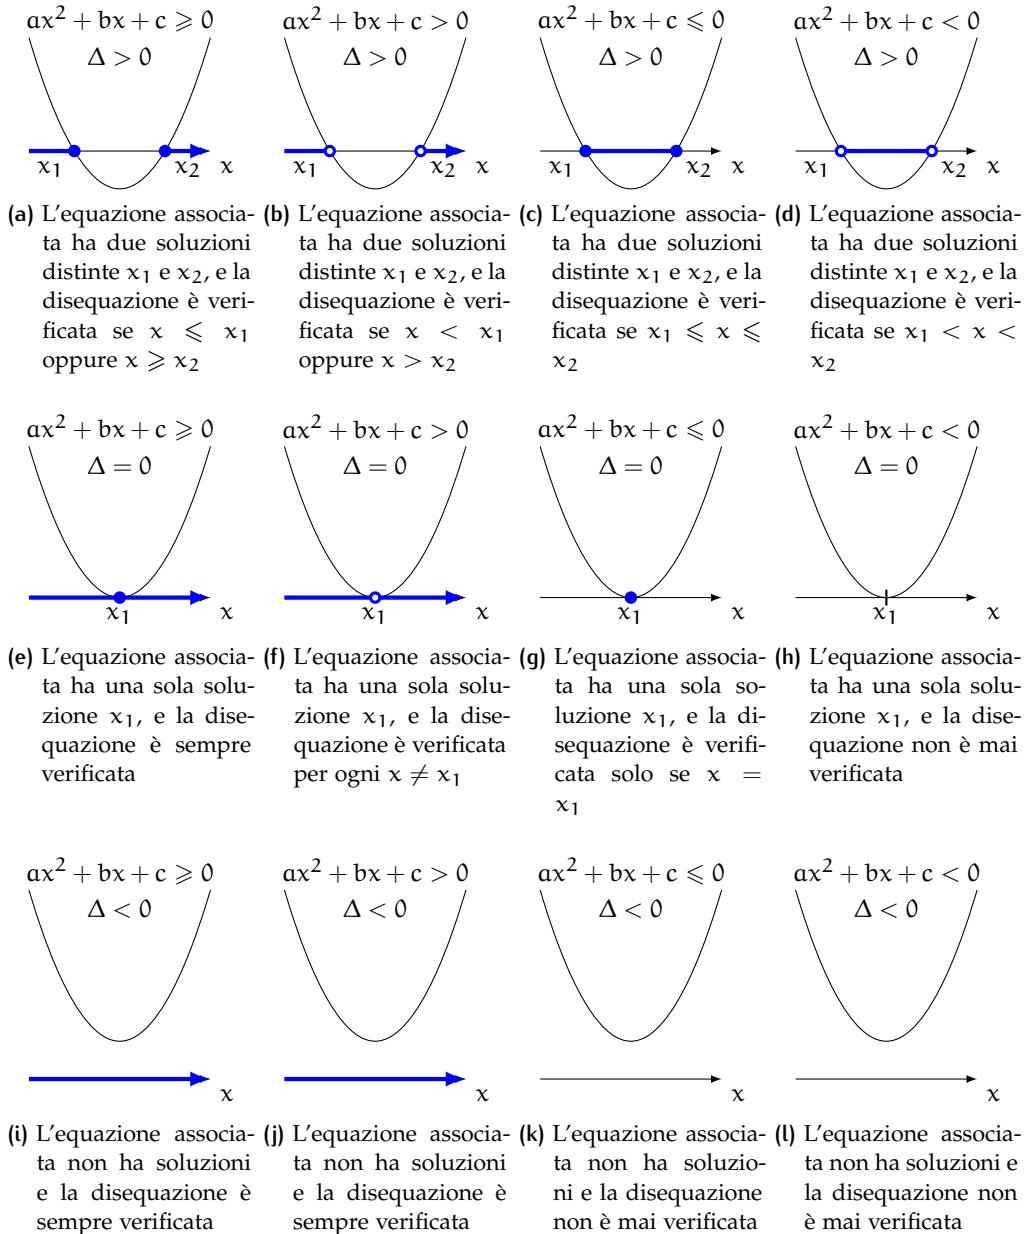 ax² + bx + c ⩾ 0
Δ > 0
x₁
x₂
x
(a) L'equazione associa-
ta ha due soluzioni
distinte x₁ e x₂, e la
disequazione è veri-
ficata se x ⩽ x₁
oppure x ⩾ x₂
ax² + bx + c > 0
Δ > 0
x₁
x₂
x
(b) L'equazione associa-
ta ha due soluzioni
distinte x₁ e x₂, e la
disequazione è veri-
ficata se x < x₁
oppure x > x₂
ax² + bx + c ⩽ 0
Δ > 0
x₁
x₂
x
(c) L'equazione associa-
ta ha due soluzioni
distinte x₁ e x₂, e la
disequazione è veri-
ficata se x₁ ⩽ x ⩽
x₂
ax² + bx + c < 0
Δ > 0
x₁
x₂
x
(d) L'equazione associa-
ta ha due soluzioni
distinte x₁ e x₂, e la
disequazione è veri-
ficata se x₁ < x <
x₂
ax² + bx + c ⩾ 0
Δ = 0
x₁
x
(e) L'equazione associa-
ta ha una sola solu-
zione x₁, e la dise-
quazione è sempre
verificata
ax² + bx + c > 0
Δ = 0
x₁
x
(f) L'equazione associa-
ta ha una sola solu-
zione x₁, e la dise-
quazione è verificata
per ogni x ≠ x₁
ax² + bx + c ⩽ 0
Δ = 0
x₁
x
(g) L'equazione associa-
ta ha una sola so-
luzione x₁, e la di-
sequazione è verifi-
cata solo se x =
x₁
ax² + bx + c < 0
Δ = 0
x₁
x
(h) L'equazione associa-
ta ha una sola solu-
zione x₁, e la dise-
quazione non è mai
verificata
ax² + bx + c ⩾ 0
Δ < 0
x
(i) L'equazione associa-
ta non ha soluzioni
e la disequazione è
sempre verificata
ax² + bx + c > 0
Δ < 0
x
(j) L'equazione associa-
ta non ha soluzioni
e la disequazione è
sempre verificata
ax² + bx + c ⩽ 0
Δ < 0
x
(k) L'equazione associa-
ta non ha soluzio-
ni e la disequazione
non è mai verificata
ax² + bx + c < 0
Δ < 0
x
(l) L'equazione associa-
ta non ha soluzioni e
la disequazione non
è mai verificata